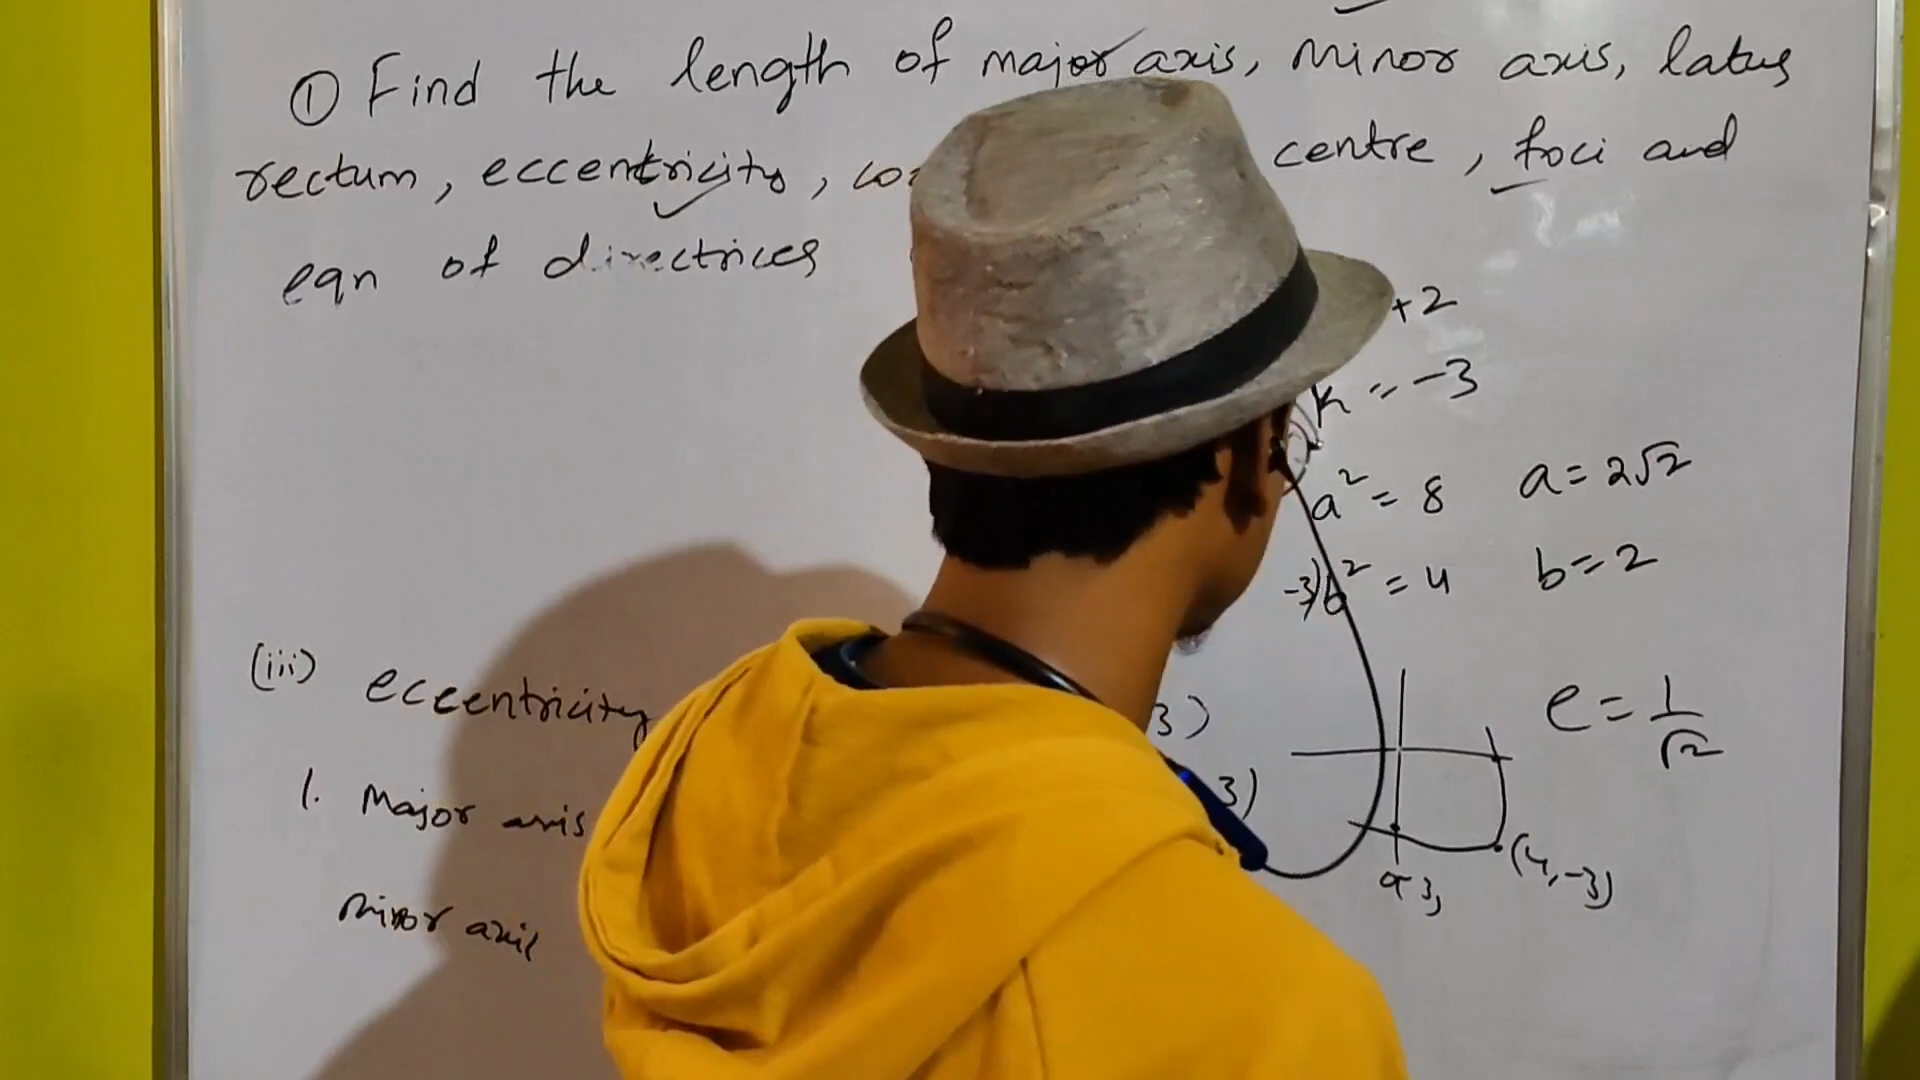 ① Find the length of major axis, minor axis, latus
rectum, eccentricity, centre, foci and
eqn of directrices
+2
k = -3
a² = 8 a = 2√2
-3) b² = 4 b = 2
(iii) eccentricity 3) e = 1/√2
1. Major axis 3)
(4,-3)
minor axis